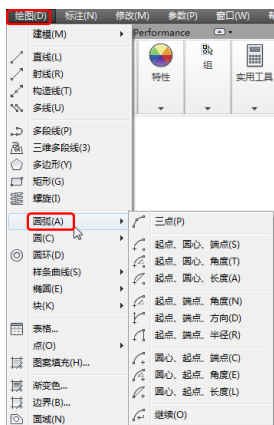 绘图(D) 标注(N) 修改(M) 参数(P) 窗口(W)
建模(M)
直线(L)
射线(R)
构造线(T)
多线(U)
多段线(P)
三维多段线(3)
多边形(Y)
矩形(G)
螺旋(I)
圆弧(A)
圆(C)
圆环(D)
样条曲线(S)
椭圆(E)
块(K)
表格...
点(O)
图案填充(H)...
渐变色...
边界(B)...
面域(N)
Performance
特性
组
实用工具
三点(P)
起点、圆心、端点(S)
起点、圆心、角度(T)
起点、圆心、长度(A)
起点、端点、角度(N)
起点、端点、方向(D)
起点、端点、半径(R)
圆心、起点、端点(C)
圆心、起点、角度(E)
圆心、起点、长度(L)
继续(O)